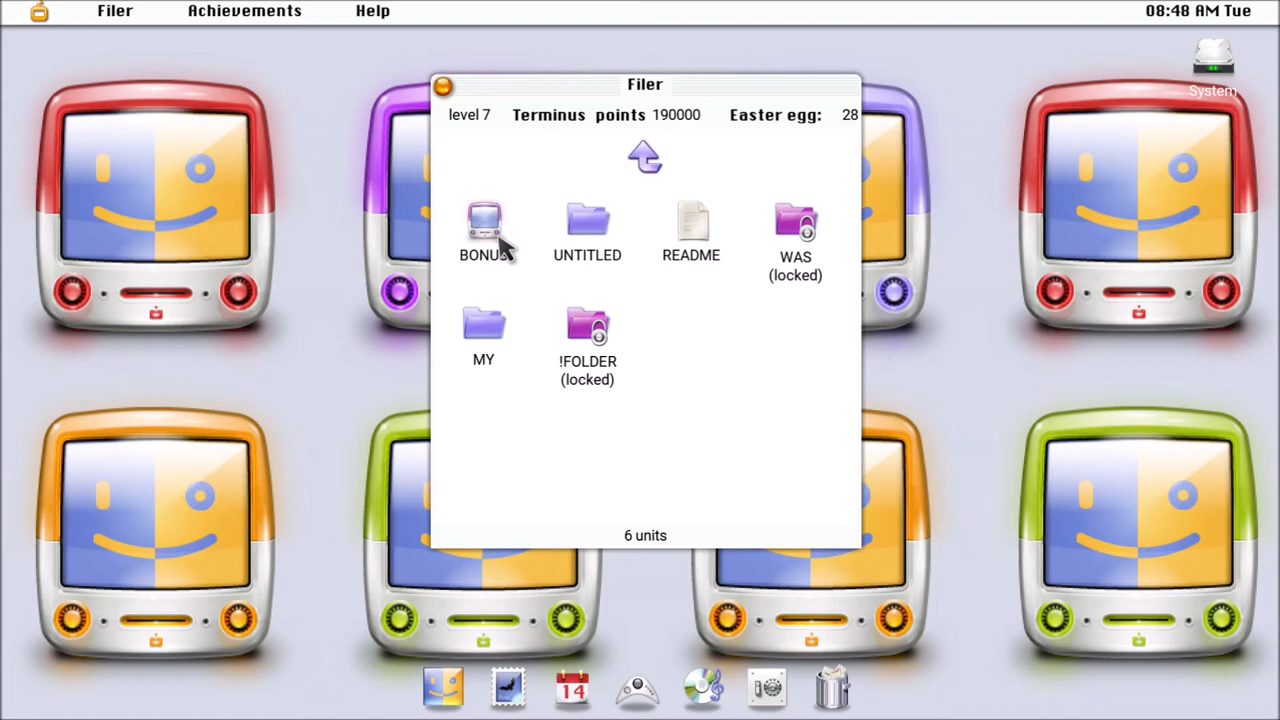 Filer Achievements Help 08:48 AM Tue
Filer
System
level 7 Terminus points 190000 Easter egg: 28
BONUS UNTITLED README WAS
(locked)
MY !FOLDER
(locked)
6 units
14